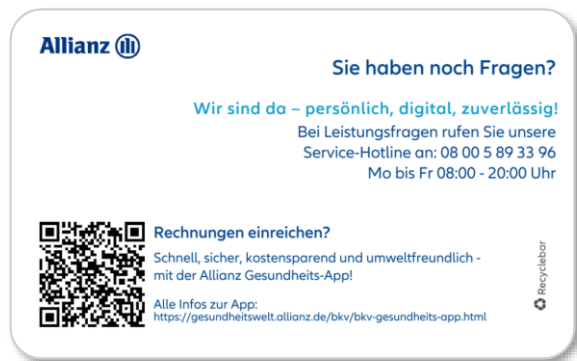 Allianz
Sie haben noch Fragen?
Wir sind da – persönlich, digital, zuverlässig!
Bei Leistungsfragen rufen Sie unsere
Service-Hotline an: 08 00 5 89 33 96
Mo bis Fr 08:00 - 20:00 Uhr
Rechnungen einreichen?
Schnell, sicher, kostensparend und umweltfreundlich -
mit der Allianz Gesundheits-App!
Alle Infos zur App:
https://gesundheitswelt.allianz.de/bkv/bkv-gesundheits-app.html
Recyclebar